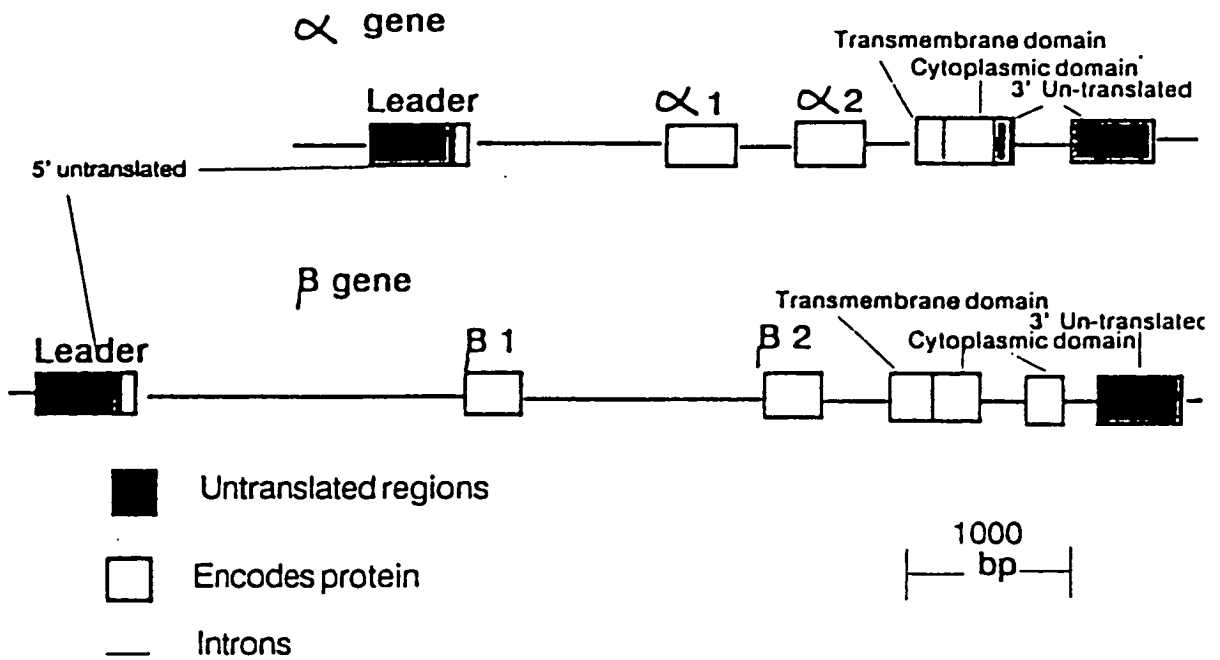 α gene
Transmembrane domain
Cytoplasmic domain
3' Un-translated
Leader
α 1
α 2
5' untranslated
β gene
Transmembrane domain
3' Un-translated
Cytoplasmic domain
Leader
β 1
β 2
Untranslated regions
Encodes protein
Introns
1000
bp